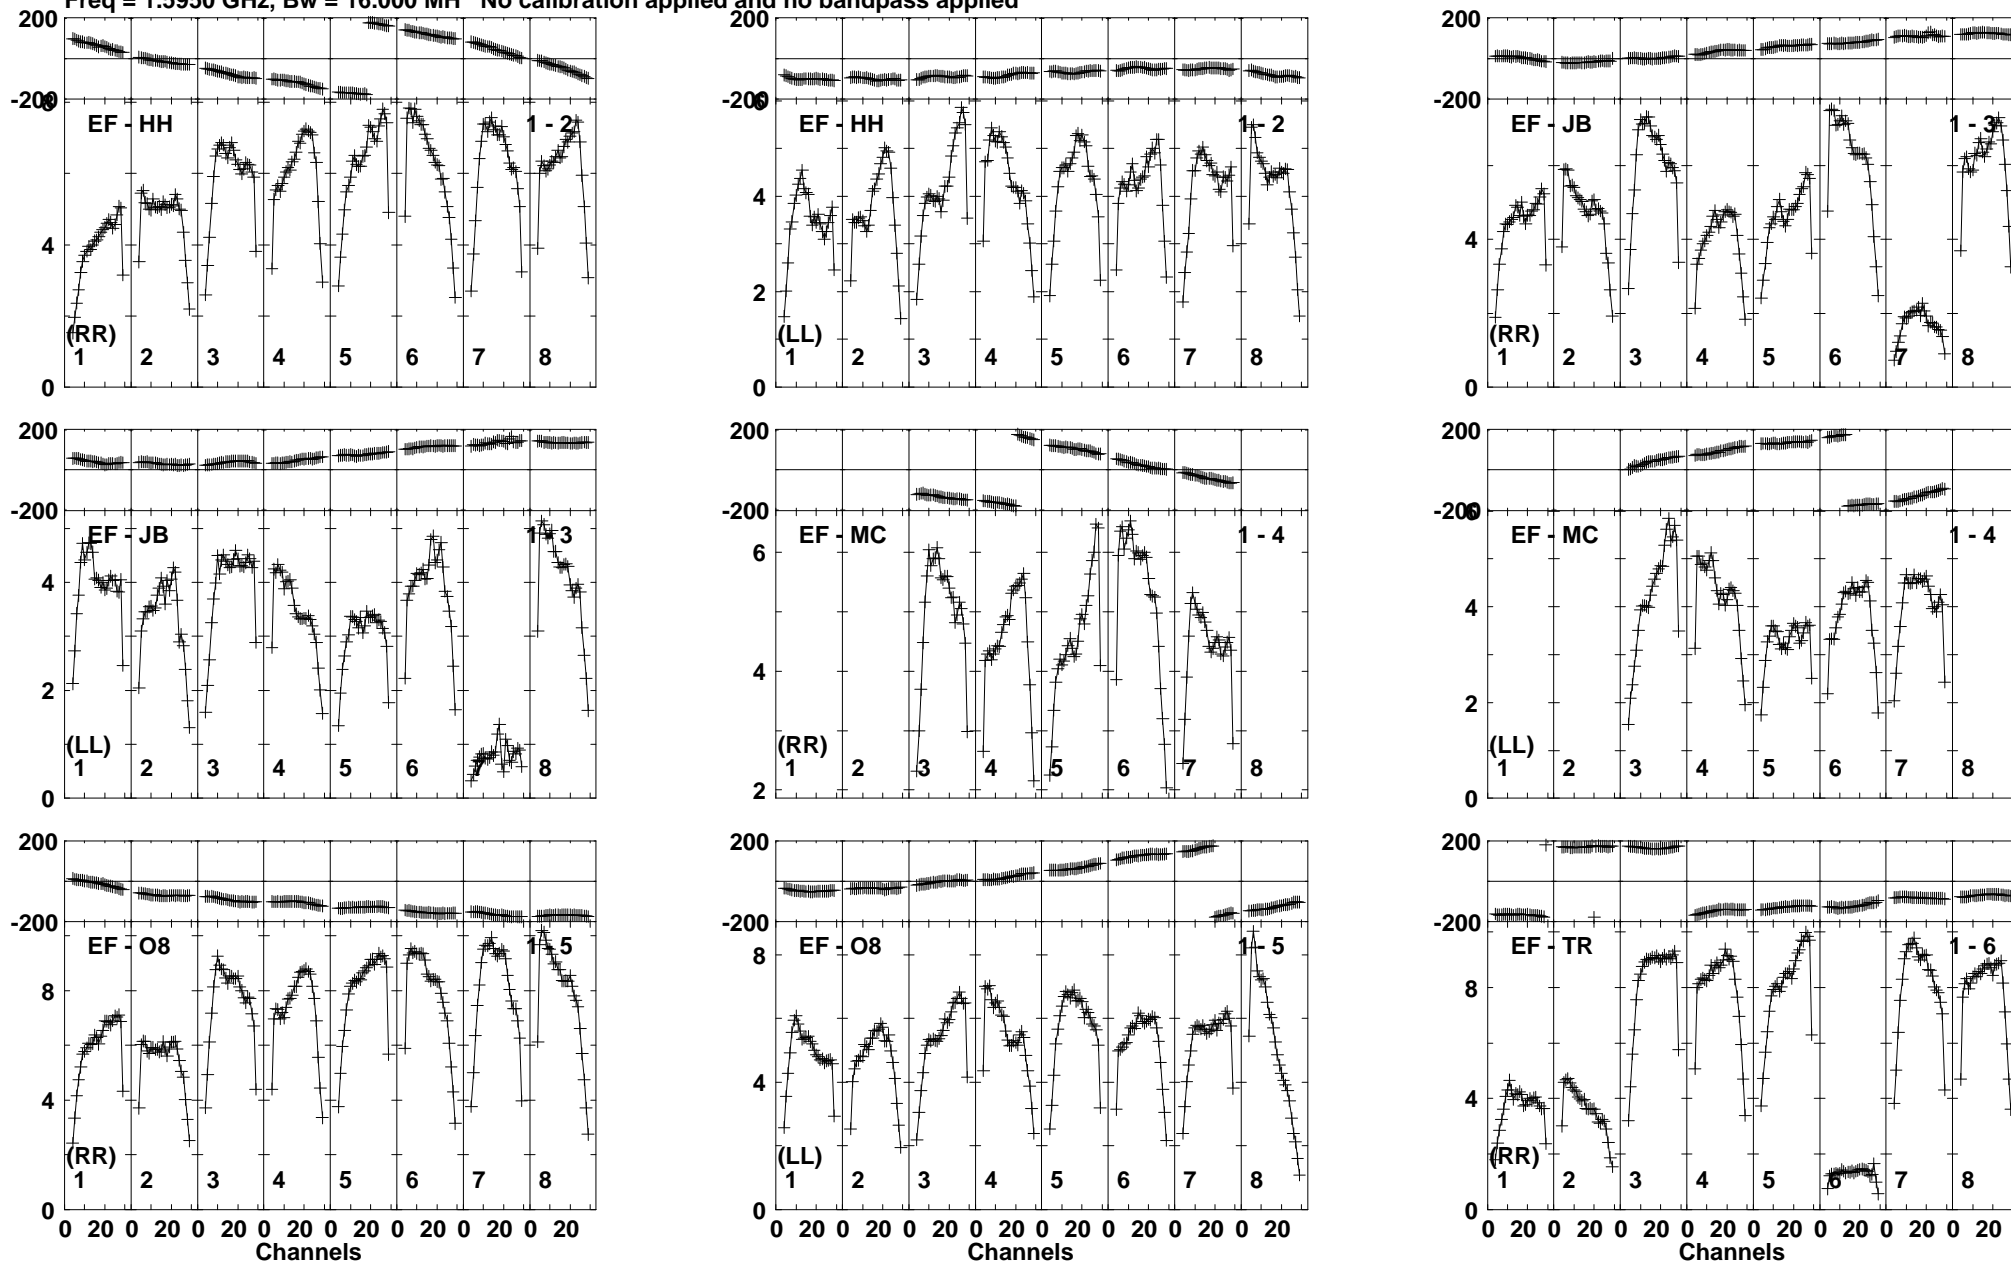 Freq = 1.5950 GHz, Bw = 16.000 MH No calibration applied and no bandpass applied
200 200 200
-200 -200 -200
8 6
EF - HH 1 - 2 EF - HH 1 - 2 EF - JB 1 - 3
4 4 4
2
(RR) (LL) (RR)
1 2 3 4 5 6 7 8 1 2 3 4 5 6 7 8 1 2 3 4 5 6 7 8
0 0 0
200 200 200
-200 -200 -200
6
EF - JB 1 - 3 EF - MC 1 - 4 EF - MC 1 - 4
6
4 4 4
2 2
(LL) (RR) (LL)
1 2 3 4 5 6 7 8 1 2 3 4 5 6 7 8 1 2 3 4 5 6 7 8
0 2 0
200 200 200
-200 -200 -200
EF - O8 1 - 5 EF - O8 1 - 5 EF - TR 1 - 6
8 8 8
4 4 4
(RR) (LL) (RR)
1 2 3 4 5 6 7 8 1 2 3 4 5 6 7 8 1 2 3 4 5 6 7 8
0 0
0 20 0 20 0 20 0 20 0 20 0 20 0 20 0 20 0 20 0 20 0 20 0 20 0 20 0 20 0 20 0 20 0 20 0 20 0 20 0 20 0 20 0 20 0 20 0 20
Channels Channels